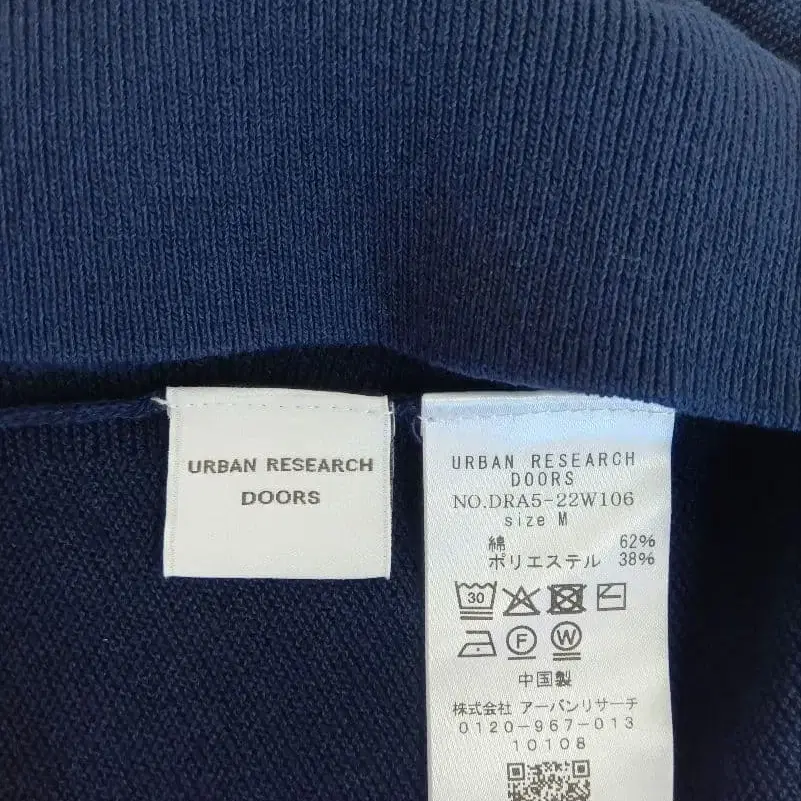 URBAN RESEARCH
DOORS
URBAN RESEARCH
DOORS
NO.DRA5-22W106
size M
綿 62%
ポリエステル 38%
30
F W
中国製
株式会社 アーバンリサーチ
0120-967-013
10108